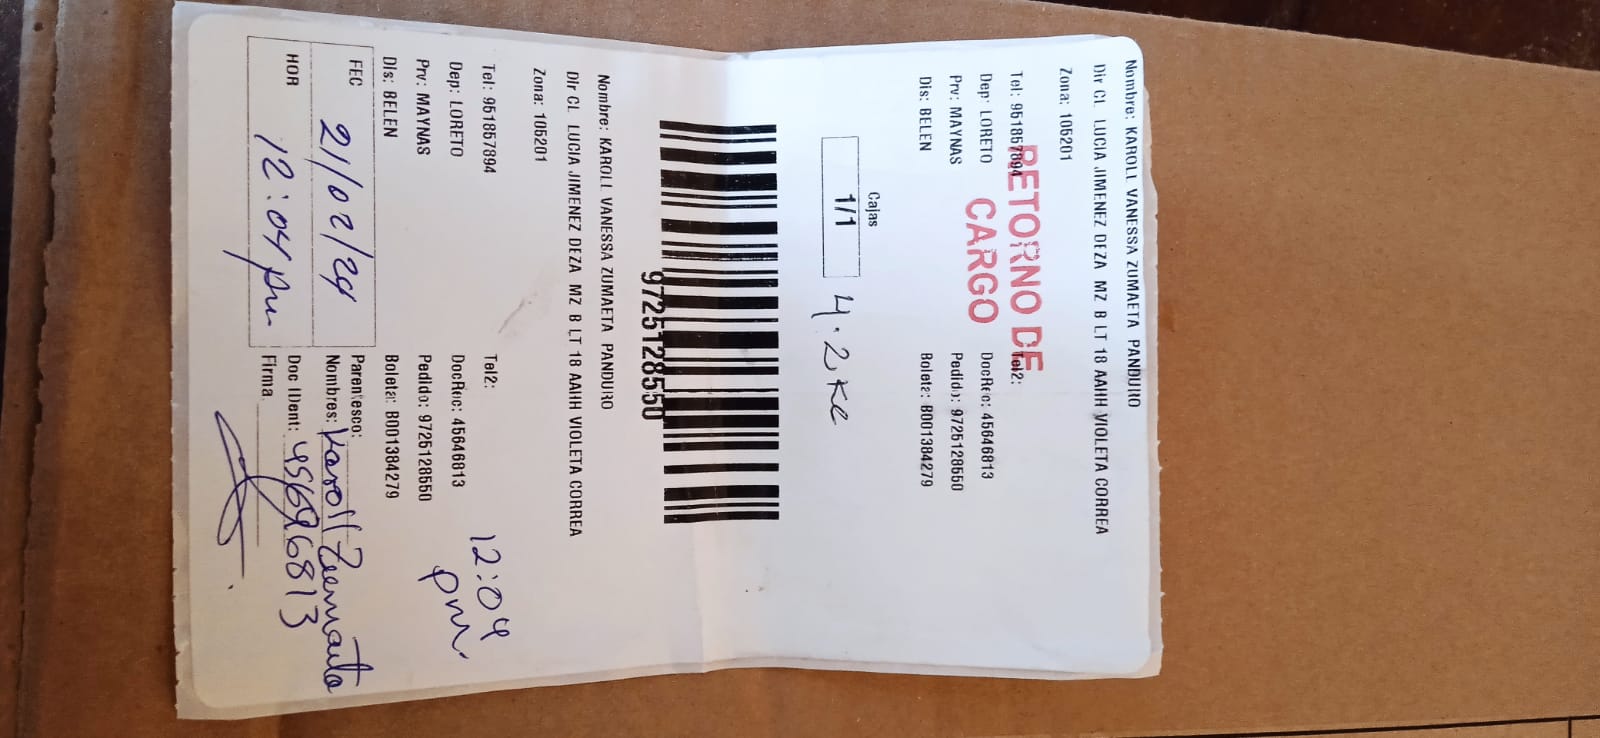 Nombre: KAROLL VANESSA ZUMAETA PANDURO
Dir CL LUCIA JIMENEZ DEZA MZ B LT 18 AAHH VIOLETA CORREA
Zona: 105201
Tel: 951857894 Tel2:
Dep: LORETO DocRec: 45646813
Prv: MAYNAS Pedido: 9725128550
Dis: BELEN Boleta: B001384279
RETORNO DE
CARGO
Cajas
1/1
4.2 Ke
9725128550
Nombre: KAROLL VANESSA ZUMAETA PANDURO
Dir CL LUCIA JIMENEZ DEZA MZ B LT 18 AAHH VIOLETA CORREA
Zona: 105201
Tel: 951857894 Tel2:
Dep: LORETO DocRec: 45646813
Prv: MAYNAS Pedido: 9725128550
Dis: BELEN Boleta: B001384279
12:04
pm.
FEC 21/02/24
HOR 12:04 pm
Parentesco:
Nombres: Karoll Zumaeta
Doc IDent: 45696813
Firma